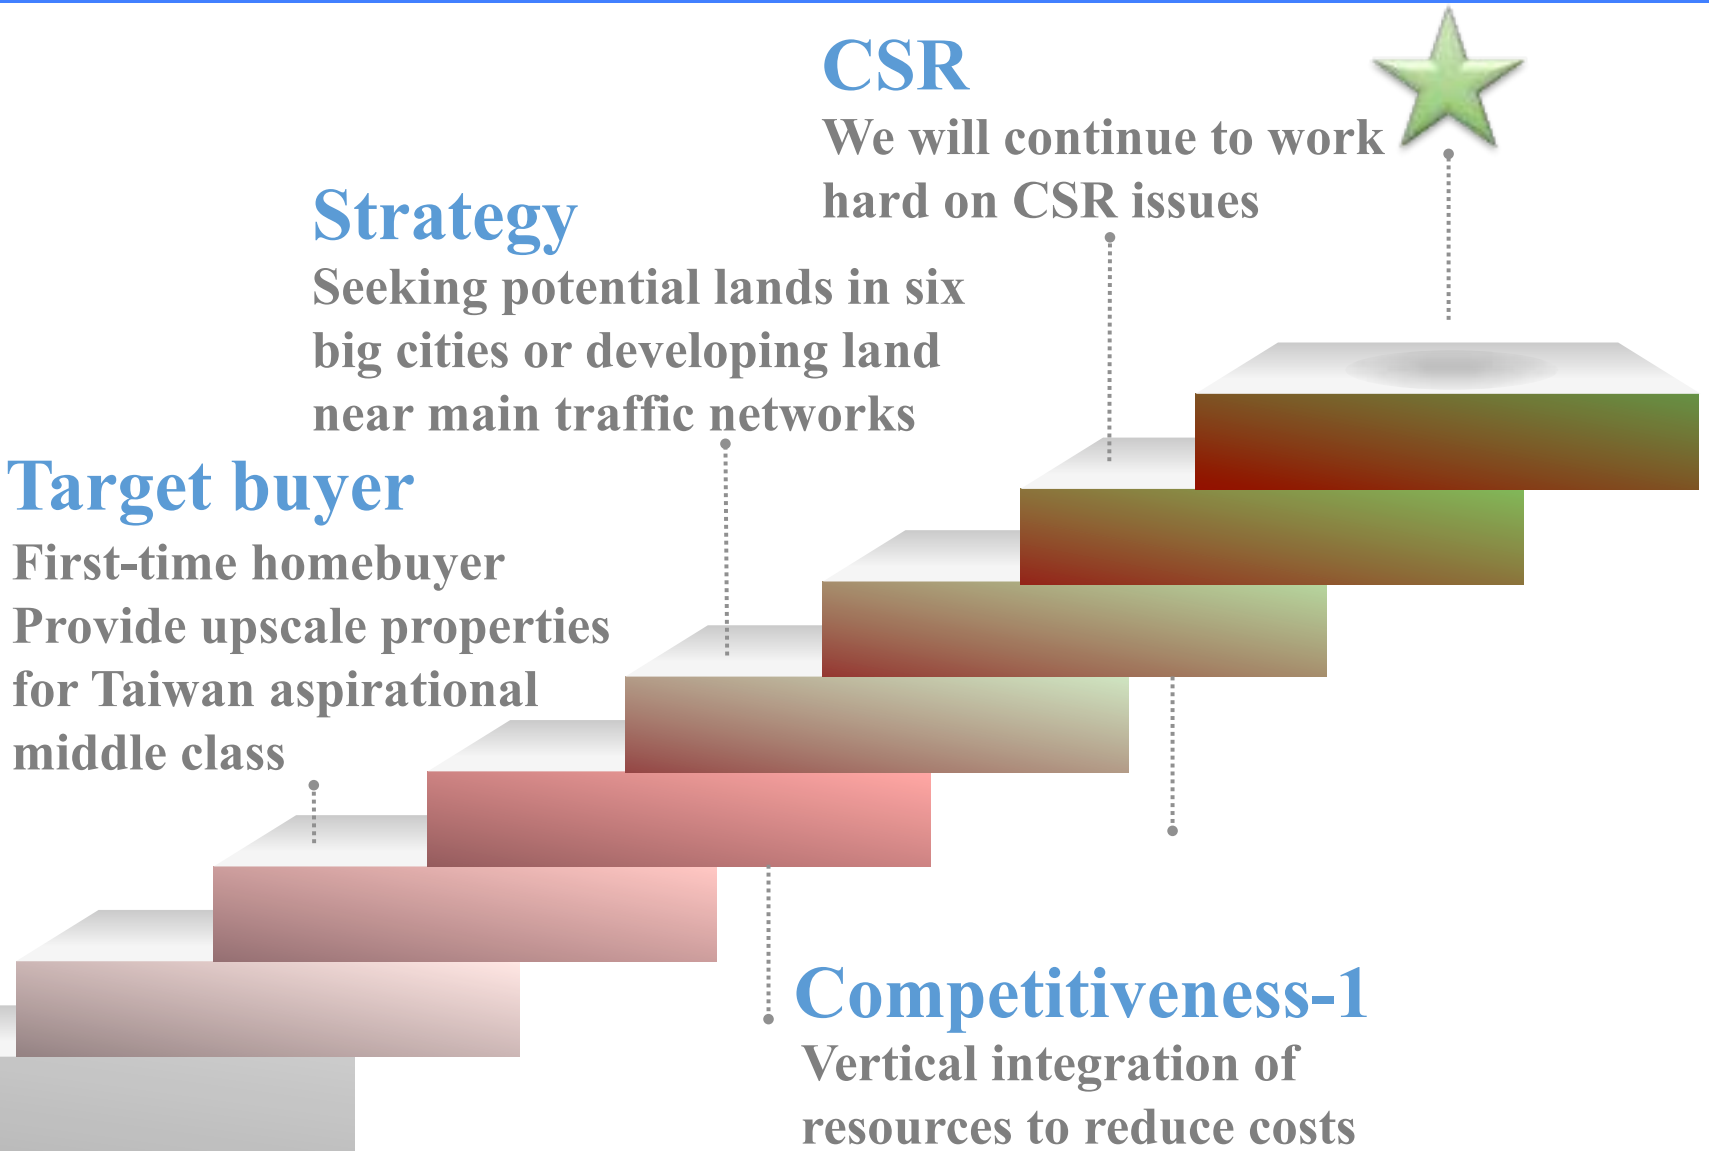 CSR
We will continue to work
hard on CSR issues
Strategy
Seeking potential lands in six
big cities or developing land
near main traffic networks
Target buyer
First-time homebuyer
Provide upscale properties
for Taiwan aspirational
middle class
Competitiveness-1
Vertical integration of
resources to reduce costs